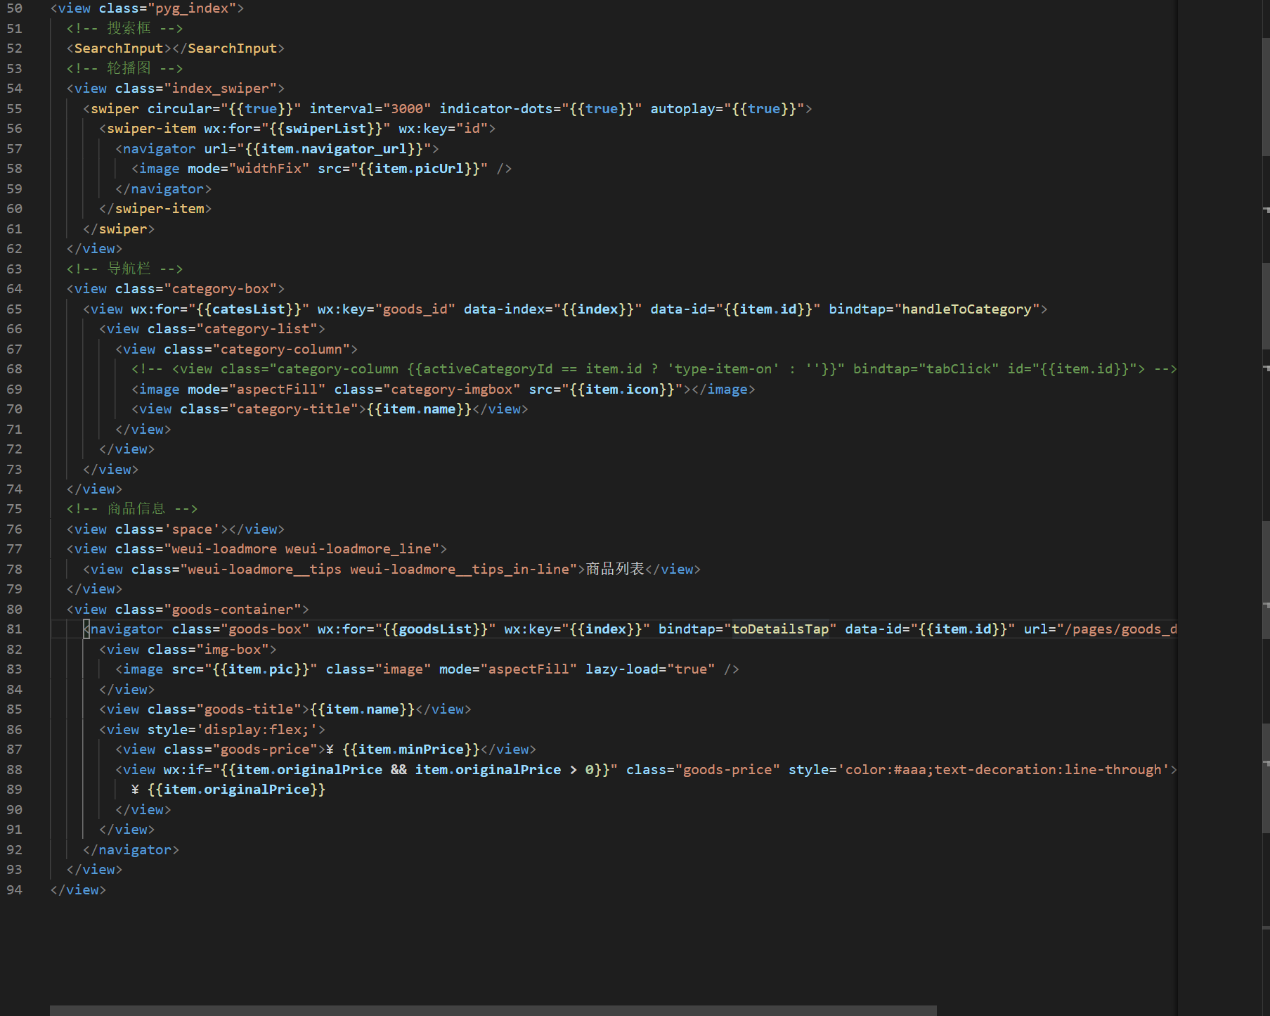 50 <view class="pyg_index">
51 <!-- 搜索框 -->
52 <SearchInput></SearchInput>
53 <!-- 轮播图 -->
54 <view class="index_swiper">
55 <swiper circular="{{true}}" interval="3000" indicator-dots="{{true}}" autoplay="{{true}}">
56 <swiper-item wx:for="{{swiperList}}" wx:key="id">
57 <navigator url="{{item.navigator_url}}">
58 <image mode="widthFix" src="{{item.picUrl}}" />
59 </navigator>
60 </swiper-item>
61 </swiper>
62 </view>
63 <!-- 导航栏 -->
64 <view class="category-box">
65 <view wx:for="{{catesList}}" wx:key="goods_id" data-index="{{index}}" data-id="{{item.id}}" bindtap="handleToCategory">
66 <view class="category-list">
67 <view class="category-column">
68 <!-- <view class="category-column {{activeCategoryId == item.id ? 'type-item-on' : ''}}" bindtap="tabClick" id="{{item.id}}"> -->
69 <image mode="aspectFill" class="category-imgbox" src="{{item.icon}}"></image>
70 <view class="category-title">{{item.name}}</view>
71 </view>
72 </view>
73 </view>
74 </view>
75 <!-- 商品信息 -->
76 <view class='space'></view>
77 <view class="weui-loadmore weui-loadmore_line">
78 <view class="weui-loadmore__tips weui-loadmore__tips_in-line">商品列表</view>
79 </view>
80 <view class="goods-container">
81 <navigator class="goods-box" wx:for="{{goodsList}}" wx:key="{{index}}" bindtap="toDetailsTap" data-id="{{item.id}}" url="/pages/goods_d
82 <view class="img-box">
83 <image src="{{item.pic}}" class="image" mode="aspectFill" lazy-load="true" />
84 </view>
85 <view class="goods-title">{{item.name}}</view>
86 <view style='display:flex;'>
87 <view class="goods-price">¥ {{item.minPrice}}</view>
88 <view wx:if="{{item.originalPrice && item.originalPrice > 0}}" class="goods-price" style='color:#aaa;text-decoration:line-through'>
89 ¥ {{item.originalPrice}}
90 </view>
91 </view>
92 </navigator>
93 </view>
94 </view>